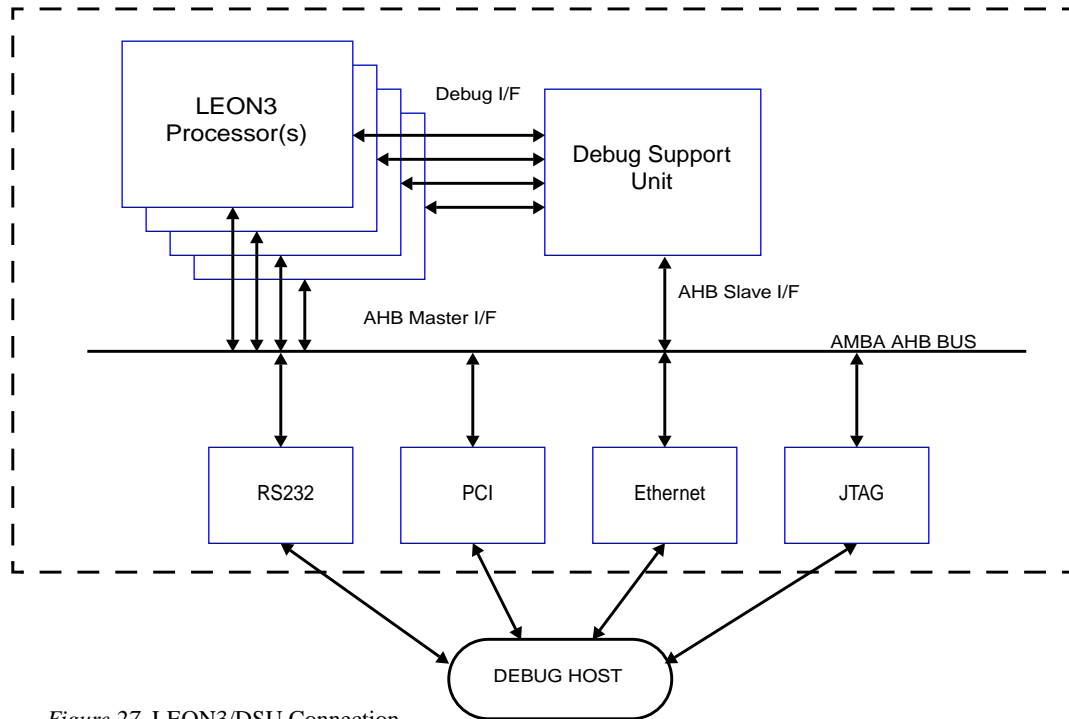 LEON3
Processor(s)
Debug I/F
Debug Support
Unit
AHB Slave I/F
AHB Master I/F
AMBA AHB BUS
RS232
PCI
Ethernet
JTAG
DEBUG HOST
Figure 27. LEON3/DSU Connection